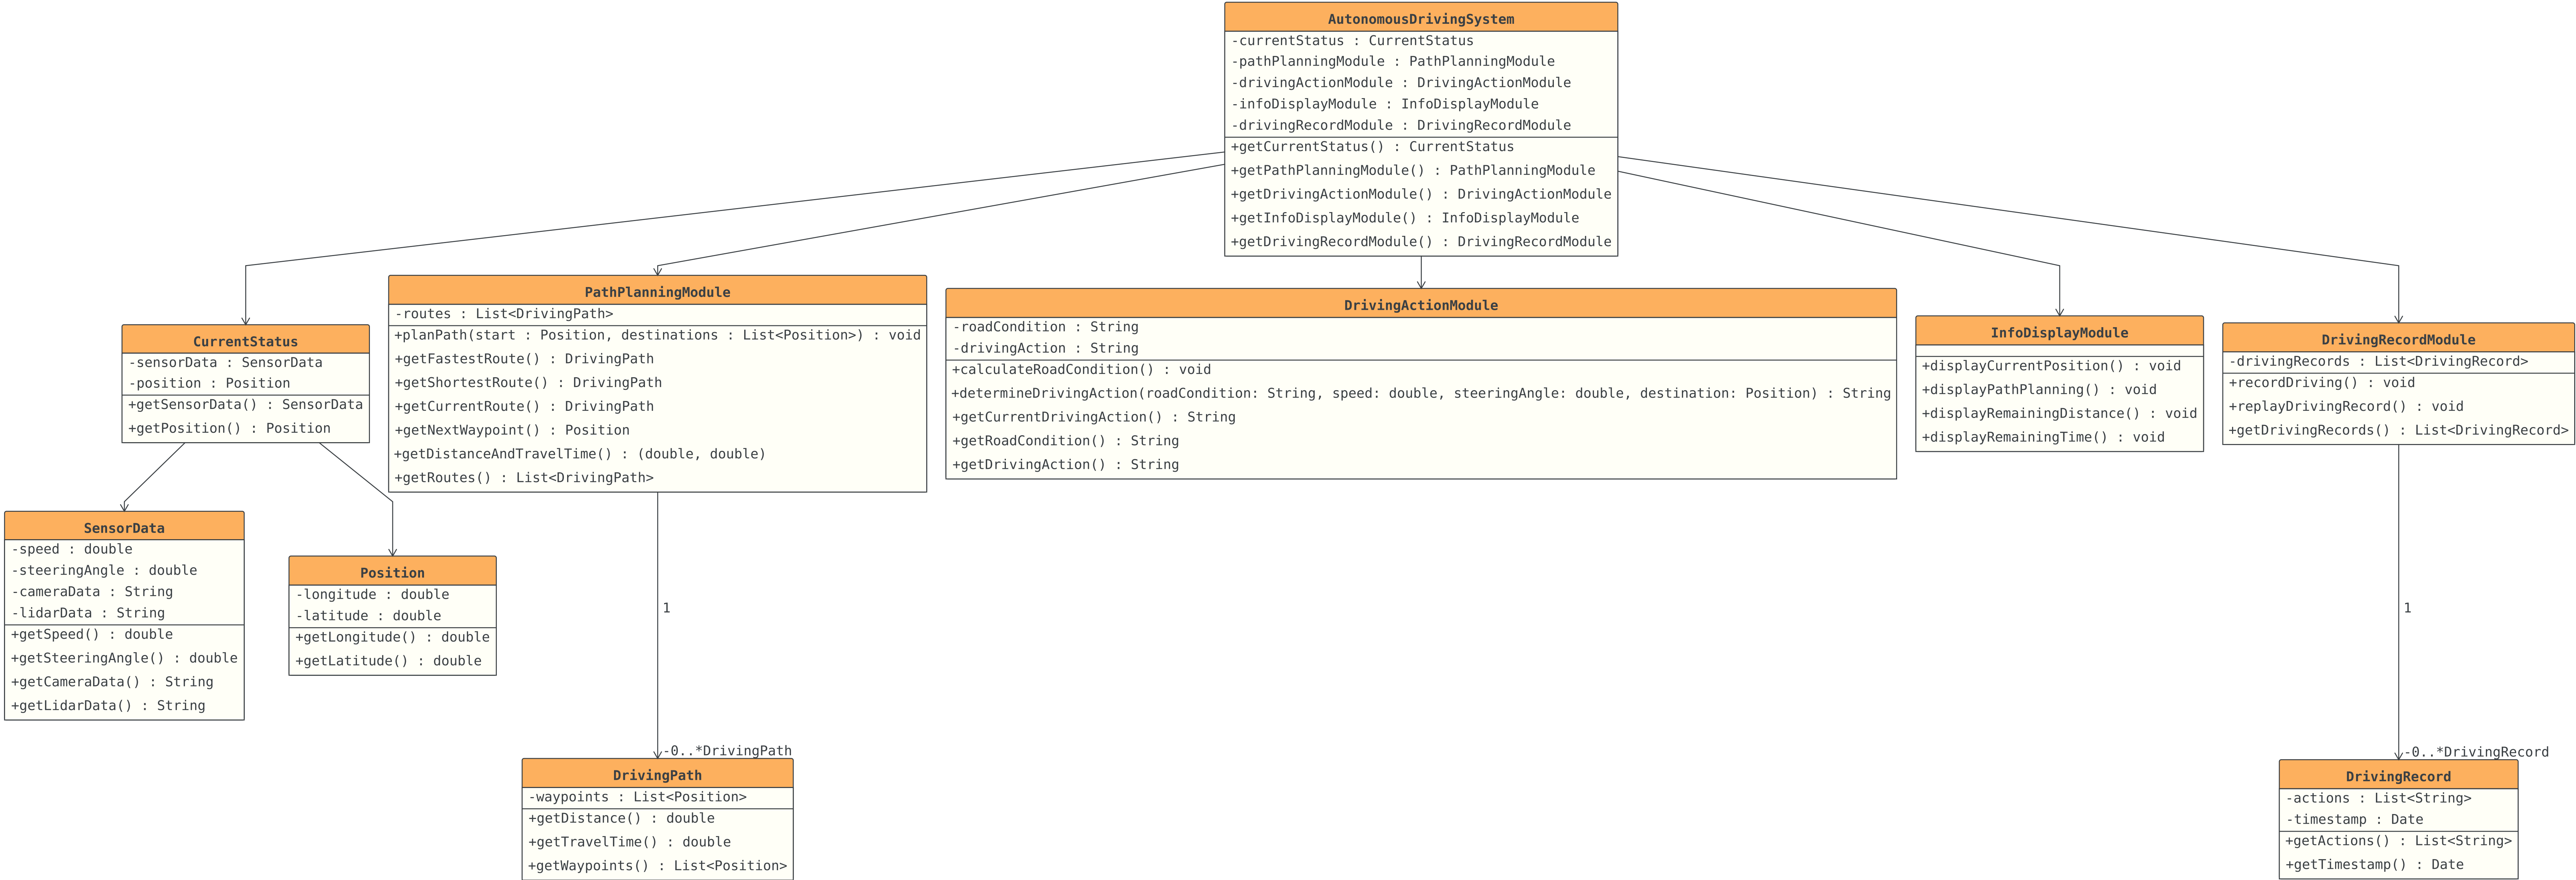 AutonomousDrivingSystem
-currentStatus : CurrentStatus
-pathPlanningModule : PathPlanningModule
-drivingActionModule : DrivingActionModule
-infoDisplayModule : InfoDisplayModule
-drivingRecordModule : DrivingRecordModule
+getCurrentStatus() : CurrentStatus
+getPathPlanningModule() : PathPlanningModule
+getDrivingActionModule() : DrivingActionModule
+getInfoDisplayModule() : InfoDisplayModule
+getDrivingRecordModule() : DrivingRecordModule
CurrentStatus
-sensorData : SensorData
-position : Position
+getSensorData() : SensorData
+getPosition() : Position
PathPlanningModule
-routes : List<DrivingPath>
+planPath(start : Position, destinations : List<Position>) : void
+getFastestRoute() : DrivingPath
+getShortestRoute() : DrivingPath
+getCurrentRoute() : DrivingPath
+getNextWaypoint() : Position
+getDistanceAndTravelTime() : (double, double)
+getRoutes() : List<DrivingPath>
DrivingActionModule
-roadCondition : String
-drivingAction : String
+calculateRoadCondition() : void
+determineDrivingAction(roadCondition: String, speed: double, steeringAngle: double, destination: Position) : String
+getCurrentDrivingAction() : String
+getRoadCondition() : String
+getDrivingAction() : String
InfoDisplayModule
+displayCurrentPosition() : void
+displayPathPlanning() : void
+displayRemainingDistance() : void
+displayRemainingTime() : void
DrivingRecordModule
-drivingRecords : List<DrivingRecord>
+recordDriving() : void
+replayDrivingRecord() : void
+getDrivingRecords() : List<DrivingRecord>
SensorData
-speed : double
-steeringAngle : double
-cameraData : String
-lidarData : String
+getSpeed() : double
+getSteeringAngle() : double
+getCameraData() : String
+getLidarData() : String
Position
-longitude : double
-latitude : double
+getLongitude() : double
+getLatitude() : double
1
-0..*DrivingPath
DrivingPath
-waypoints : List<Position>
+getDistance() : double
+getTravelTime() : double
+getWaypoints() : List<Position>
1
-0..*DrivingRecord
DrivingRecord
-actions : List<String>
-timestamp : Date
+getActions() : List<String>
+getTimestamp() : Date